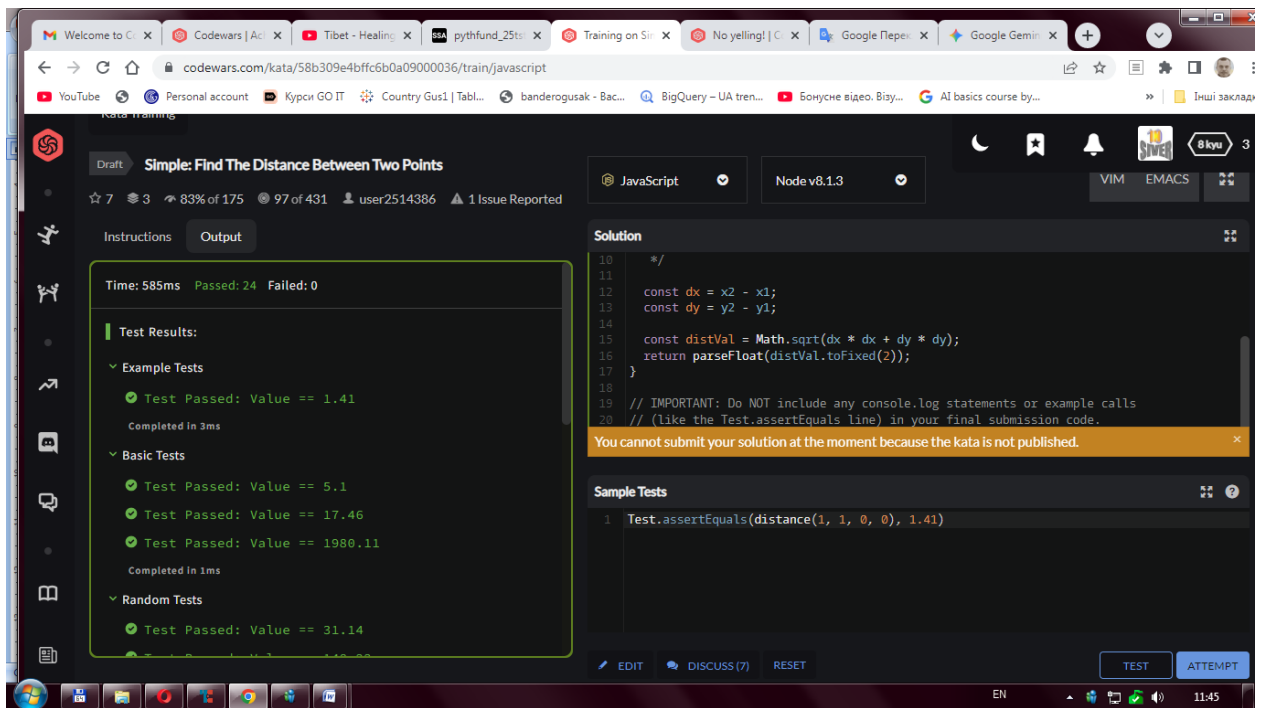 Welcome to Co
Codewars | Ac
Tibet - Healing
pythfund_25ts
Training on Sim
No yelling! | C
Google Перек
Google Gemin
codewars.com/kata/58b309e4bffc6b0a09000036/train/javascript
YouTube
Personal account
Курси GO IT
Country Gus1 | Tabl...
banderogusak - Bac...
BigQuery – UA tren...
Бонусне відео. Візу...
AI basics course by...
»
Інші заклад
Kata Training
8 kyu 3
Draft Simple: Find The Distance Between Two Points
JavaScript
Node v8.1.3
VIM EMACS
7 3 83% of 175 97 of 431 user2514386 1 Issue Reported
Instructions Output
Time: 585ms Passed: 24 Failed: 0
Test Results:
Example Tests
Test Passed: Value == 1.41
Completed in 3ms
Basic Tests
Test Passed: Value == 5.1
Test Passed: Value == 17.46
Test Passed: Value == 1980.11
Completed in 1ms
Random Tests
Test Passed: Value == 31.14
Solution
10 */
11
12 const dx = x2 - x1;
13 const dy = y2 - y1;
14
15 const distVal = Math.sqrt(dx * dx + dy * dy);
16 return parseFloat(distVal.toFixed(2));
17 }
18
19 // IMPORTANT: Do NOT include any console.log statements or example calls
20 // (like the Test.assertEquals line) in your final submission code.
You cannot submit your solution at the moment because the kata is not published.
Sample Tests
1 Test.assertEquals(distance(1, 1, 0, 0), 1.41)
EDIT DISCUSS (7) RESET
TEST ATTEMPT
EN
11:45